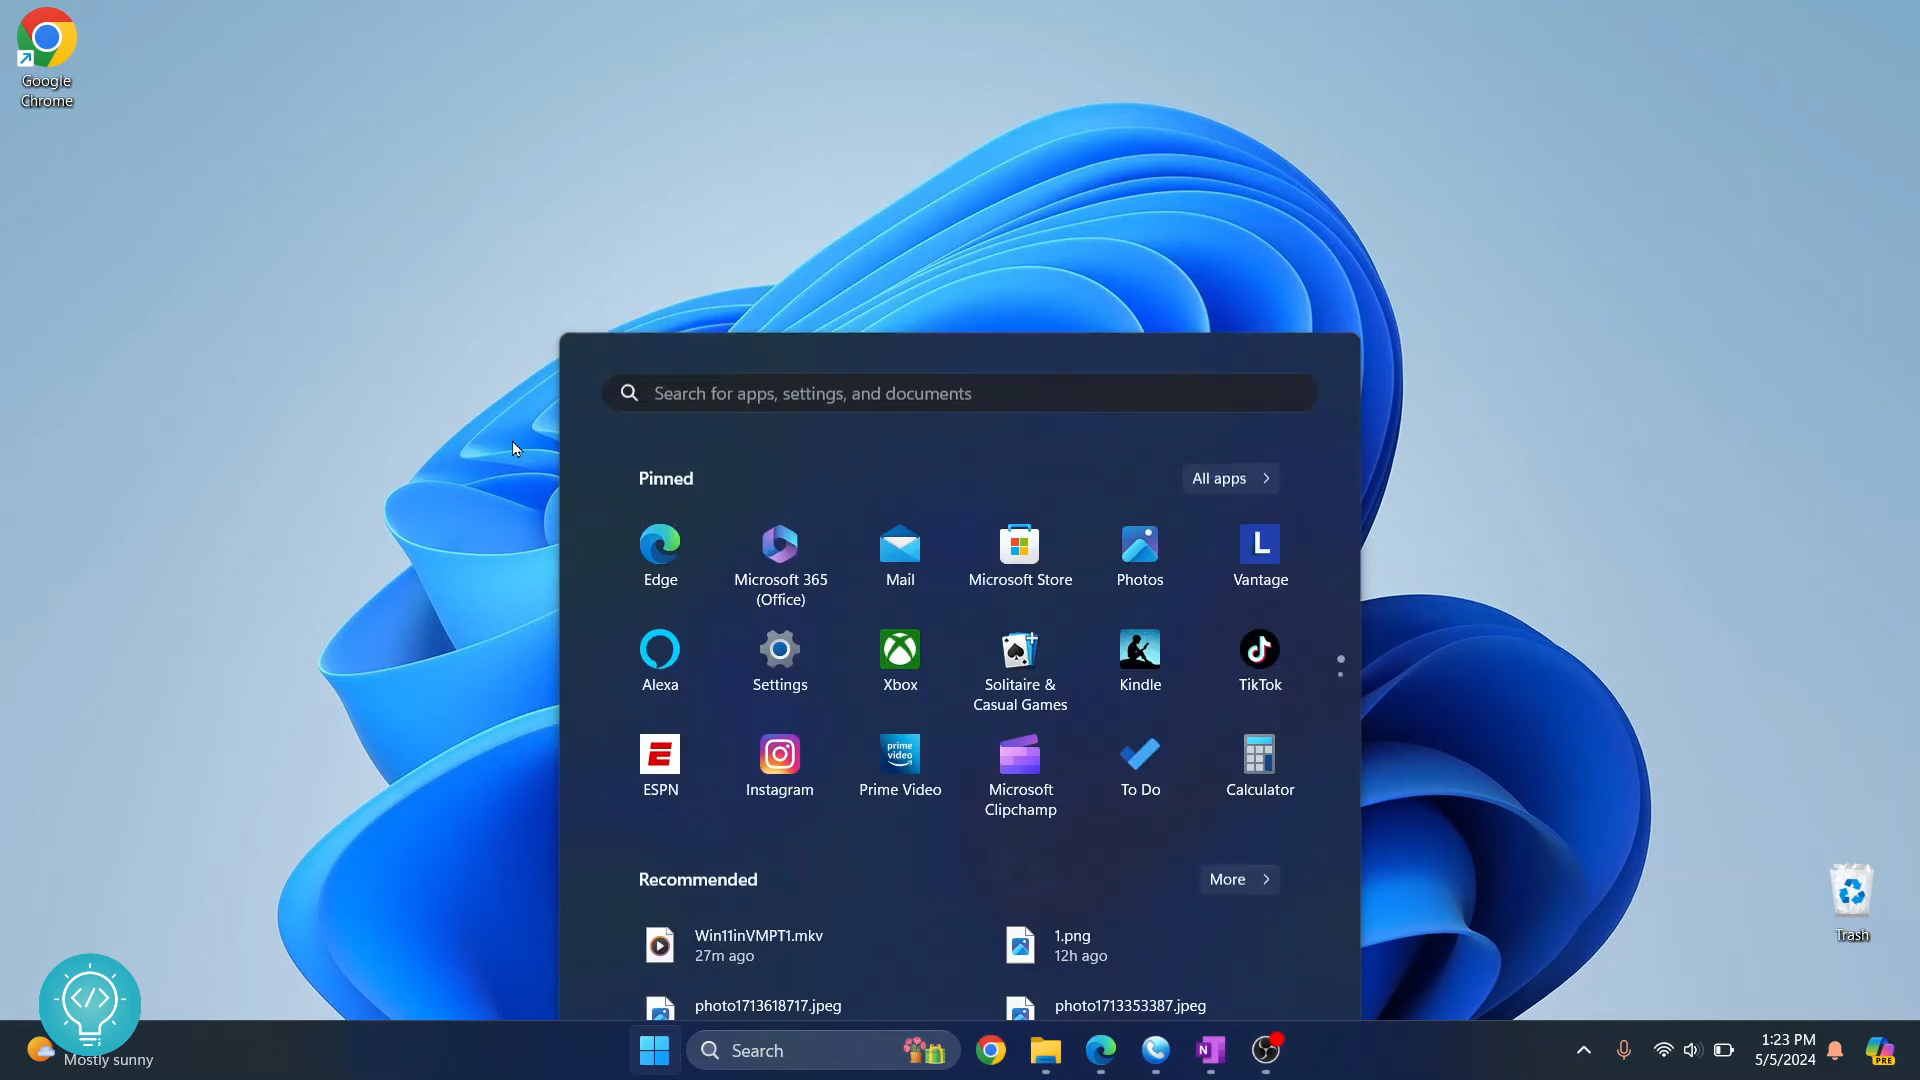 Google
Chrome
Search for apps, settings, and documents
Pinned
All apps
Edge
Microsoft 365
(Office)
Mail
Microsoft Store
Photos
L
Vantage
Alexa
Settings
Xbox
Solitaire &
Casual Games
Kindle
TikTok
E
ESPN
Instagram
prime
video
Prime Video
Microsoft
Clipchamp
To Do
Calculator
Recommended
More
Win11inVMPT1.mkv
27m ago
1.png
12h ago
photo1713618717.jpeg
photo1713353387.jpeg
Trash
</>
Mostly sunny
Search
N
1:23 PM
5/5/2024
PRE